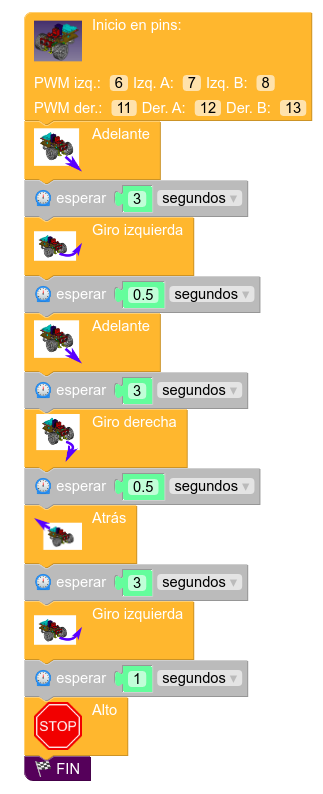 Inicio en pins:
PWM izq.: 6 Izq. A: 7 Izq. B: 8
PWM der.: 11 Der. A: 12 Der. B: 13
Adelante
esperar 3 segundos
Giro izquierda
esperar 0.5 segundos
Adelante
esperar 3 segundos
Giro derecha
esperar 0.5 segundos
Atrás
esperar 3 segundos
Giro izquierda
esperar 1 segundos
Alto
STOP
FIN